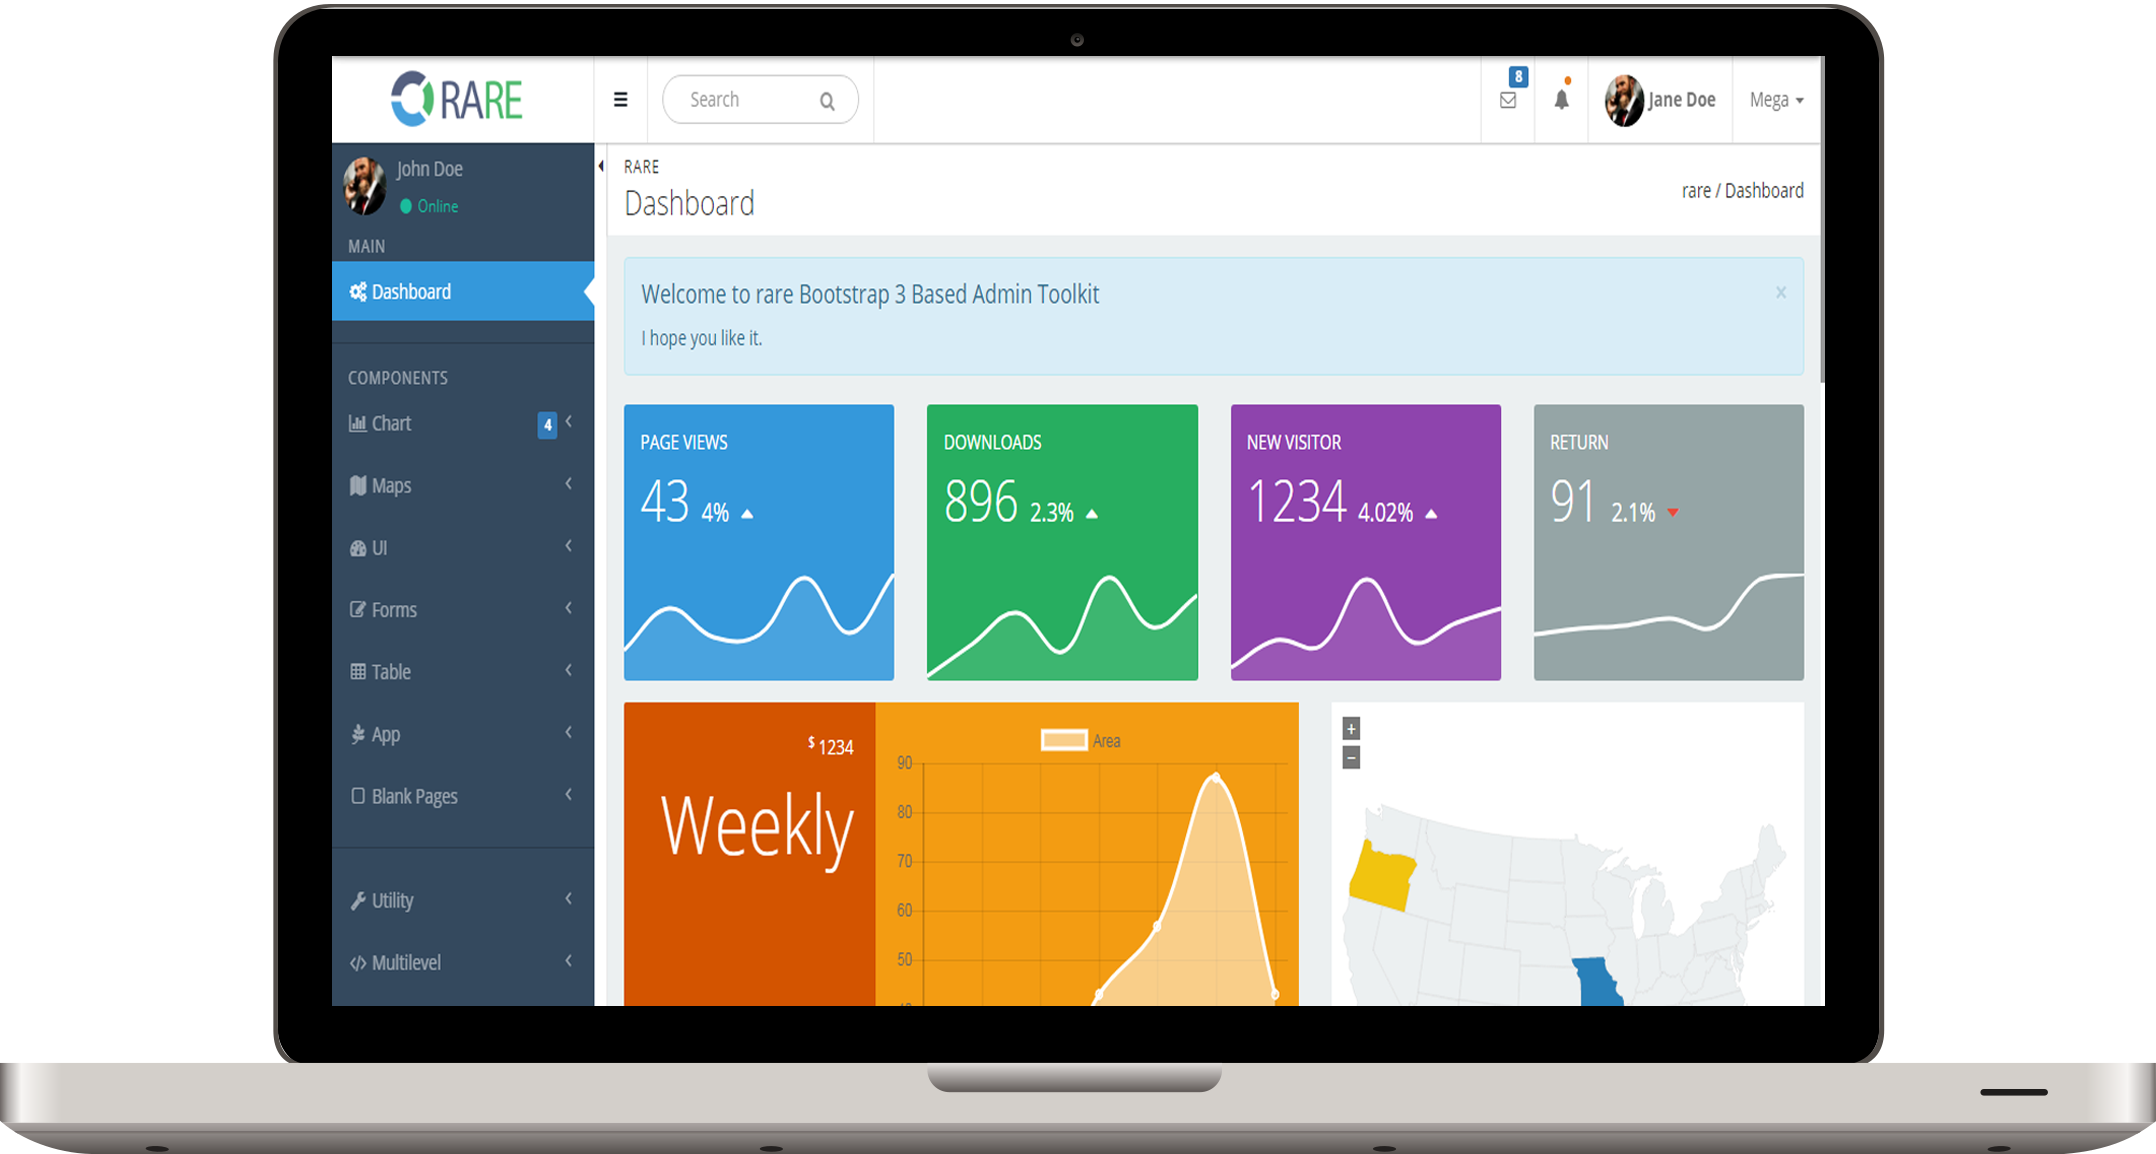 RARE
Search
8
Jane Doe
Mega
John Doe
Online
MAIN
Dashboard
COMPONENTS
Chart 4
Maps
UI
Forms
Table
App
Blank Pages
Utility
Multilevel
RARE
Dashboard
rare / Dashboard
Welcome to rare Bootstrap 3 Based Admin Toolkit
x
I hope you like it.
PAGE VIEWS
43 4%
DOWNLOADS
896 2.3%
NEW VISITOR
1234 4.02%
RETURN
91 2.1%
$ 1234
Weekly
Area
90
80
70
60
50
+
−